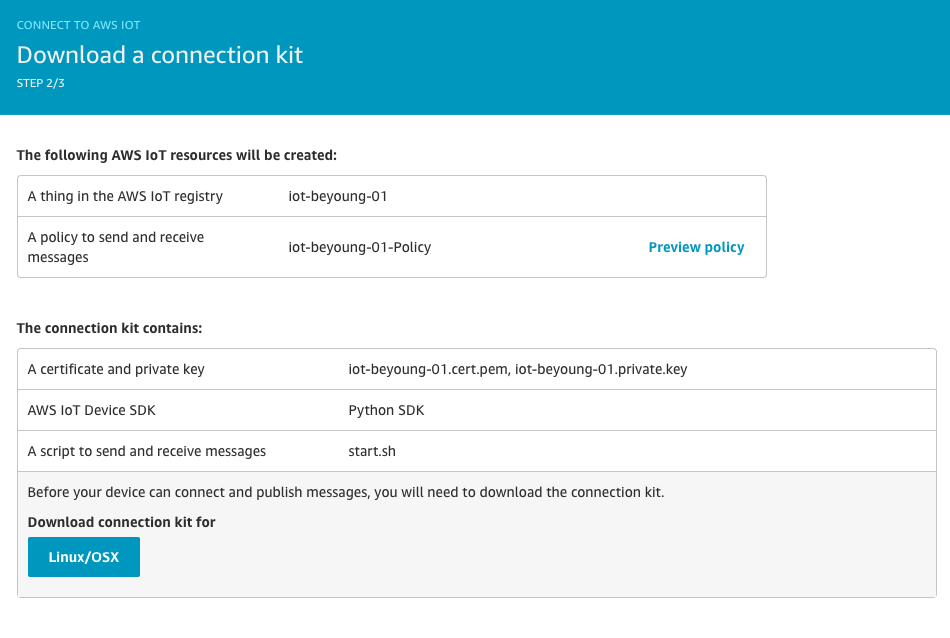 CONNECT TO AWS IOT
Download a connection kit
STEP 2/3
The following AWS IoT resources will be created:
A thing in the AWS IoT registry iot-beyoung-01
A policy to send and receive
messages iot-beyoung-01-Policy Preview policy
The connection kit contains:
A certificate and private key iot-beyoung-01.cert.pem, iot-beyoung-01.private.key
AWS IoT Device SDK Python SDK
A script to send and receive messages start.sh
Before your device can connect and publish messages, you will need to download the connection kit.
Download connection kit for
Linux/OSX